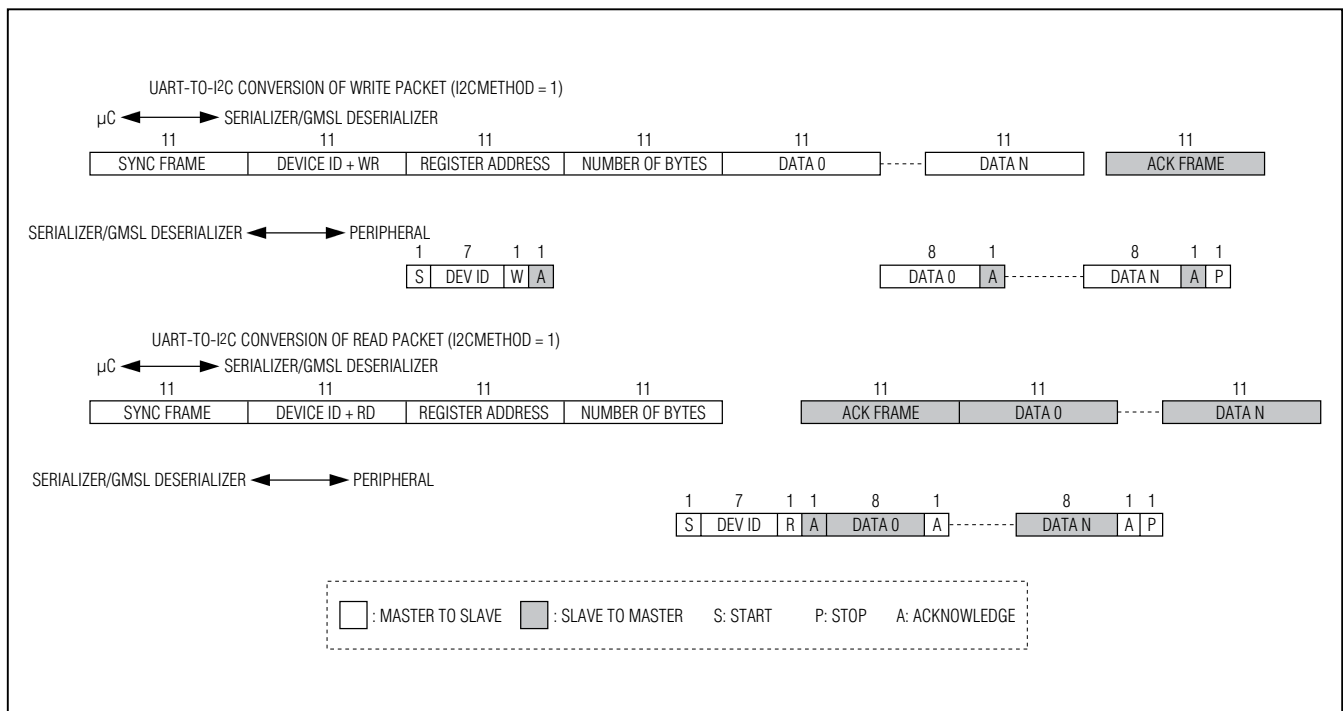 UART-TO-I2C CONVERSION OF WRITE PACKET (I2CMETHOD = 1)
µC SERIALIZER/GMSL DESERIALIZER
11 11 11 11 11 11 11
SYNC FRAME DEVICE ID + WR REGISTER ADDRESS NUMBER OF BYTES DATA 0 DATA N ACK FRAME
SERIALIZER/GMSL DESERIALIZER PERIPHERAL
1 7 1 1 8 1 8 1 1
S DEV ID W A DATA 0 A DATA N A P
UART-TO-I2C CONVERSION OF READ PACKET (I2CMETHOD = 1)
µC SERIALIZER/GMSL DESERIALIZER
11 11 11 11 11 11 11
SYNC FRAME DEVICE ID + RD REGISTER ADDRESS NUMBER OF BYTES ACK FRAME DATA 0 DATA N
SERIALIZER/GMSL DESERIALIZER PERIPHERAL
1 7 1 1 8 1 8 1 1
S DEV ID R A DATA 0 A DATA N A P
: MASTER TO SLAVE : SLAVE TO MASTER S: START P: STOP A: ACKNOWLEDGE